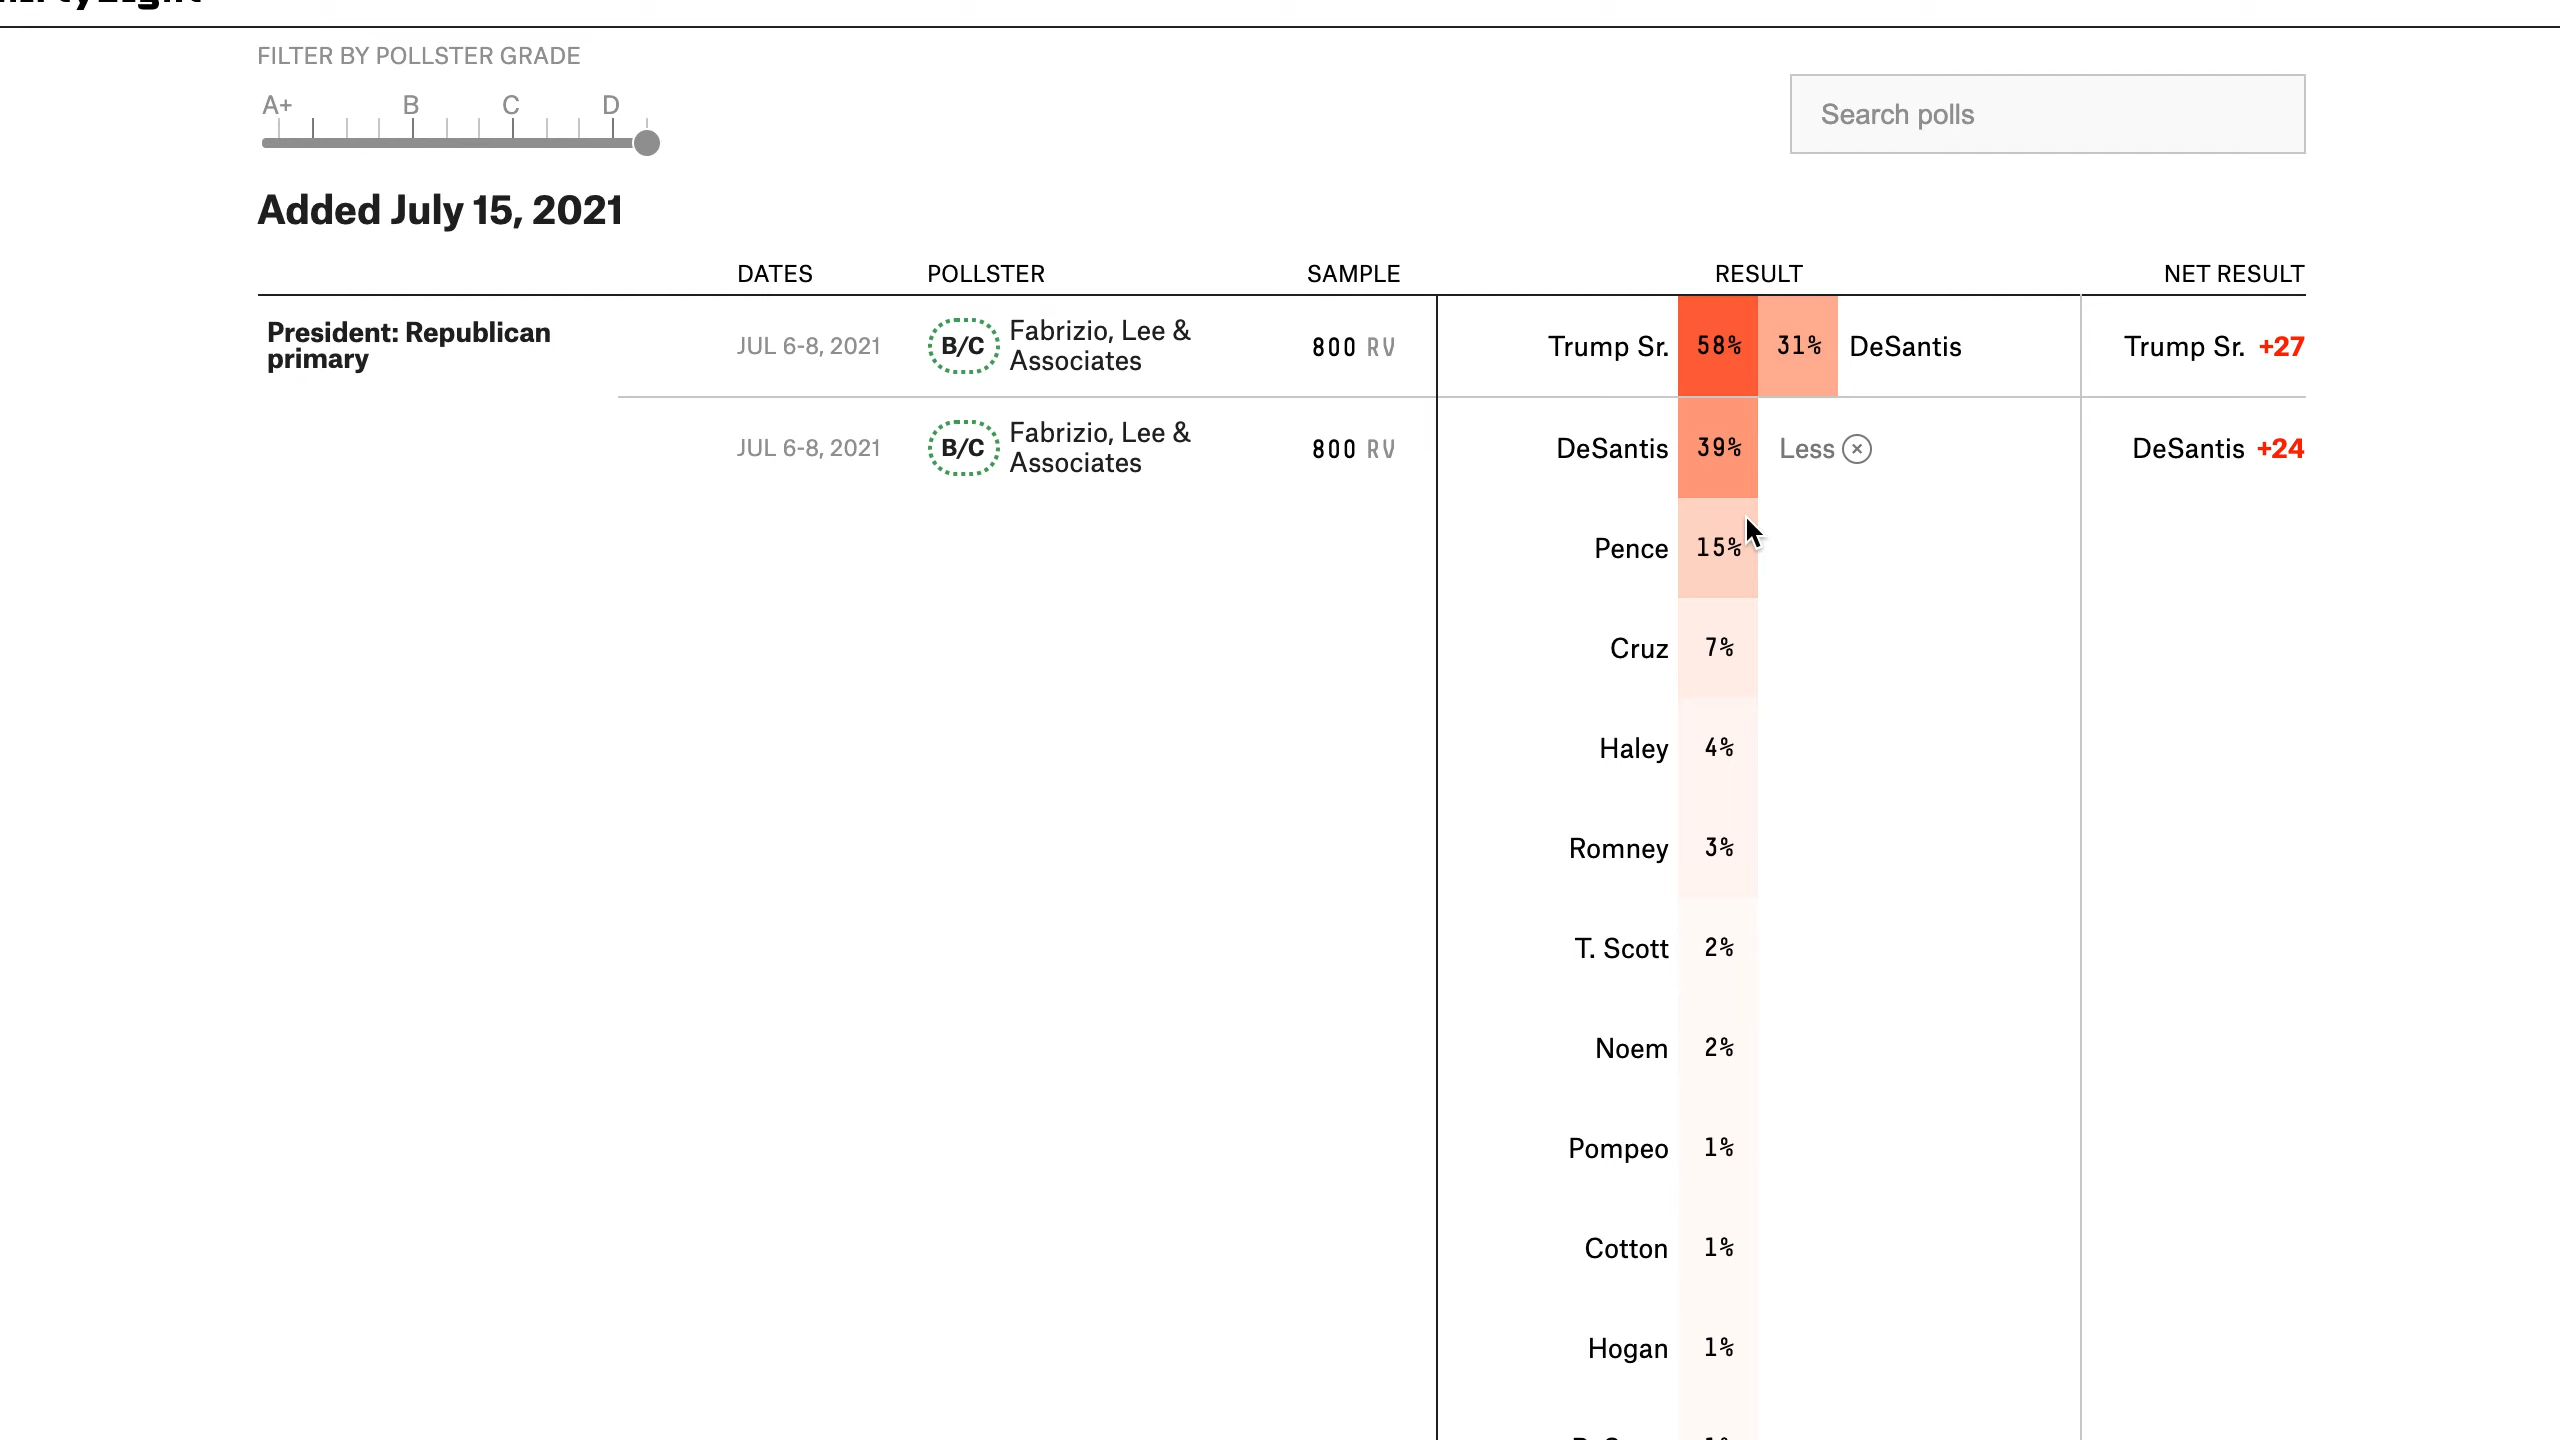 FILTER BY POLLSTER GRADE
A+ B C D
Search polls
Added July 15, 2021
DATES POLLSTER SAMPLE RESULT NET RESULT
President: Republican
primary
JUL 6-8, 2021
B/C
Fabrizio, Lee &
Associates
800 RV
Trump Sr. 58% 31% DeSantis
Trump Sr. +27
JUL 6-8, 2021
B/C
Fabrizio, Lee &
Associates
800 RV
DeSantis 39% Less
DeSantis +24
Pence 15%
Cruz 7%
Haley 4%
Romney 3%
T. Scott 2%
Noem 2%
Pompeo 1%
Cotton 1%
Hogan 1%